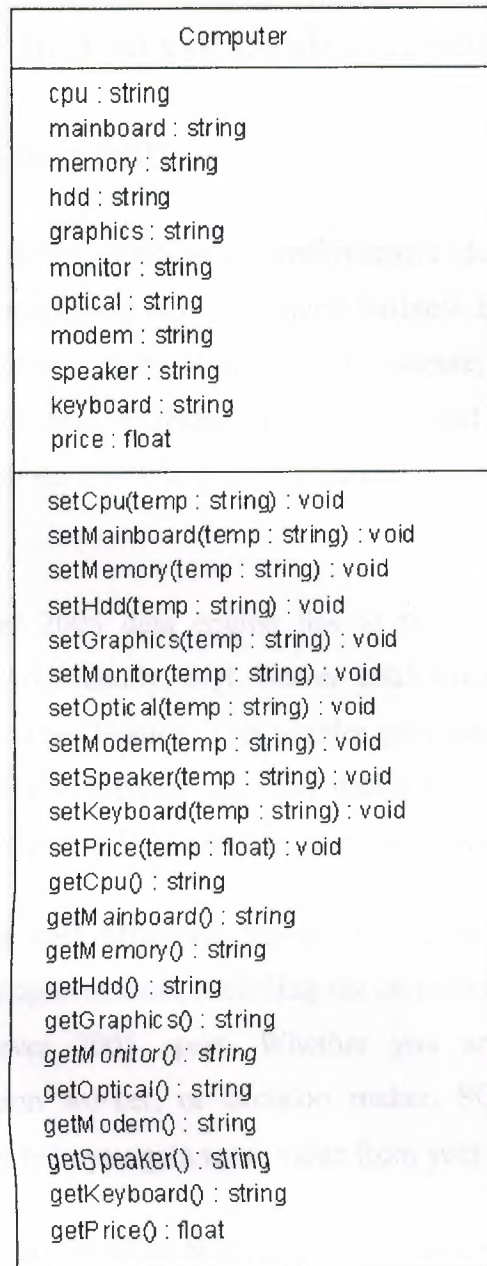 Computer
cpu : string
mainboard : string
memory : string
hdd : string
graphics : string
monitor : string
optical : string
modem : string
speaker : string
keyboard : string
price : float
setCpu(temp : string) : void
setMainboard(temp : string) : void
setMemory(temp : string) : void
setHdd(temp : string) : void
setGraphics(temp : string) : void
setMonitor(temp : string) : void
setOptical(temp : string) : void
setModem(temp : string) : void
setSpeaker(temp : string) : void
setKeyboard(temp : string) : void
setPrice(temp : float) : void
getCpu() : string
getMainboard() : string
getMemory() : string
getHdd() : string
getGraphics() : string
getMonitor() : string
getOptical() : string
getModem() : string
getSpeaker() : string
getKeyboard() : string
getPrice() : float